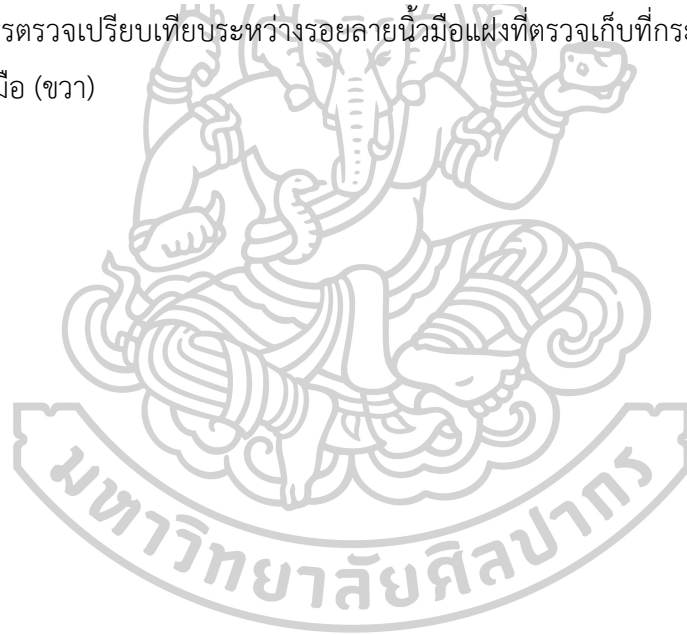 รตรวจเปรียบเทียบระหว่างรอยลายนิ้วมือแฝงที่ตรวจเก็บที่กระ
มือ (ขวา)
มหาวิทยาลัยศิลปากร